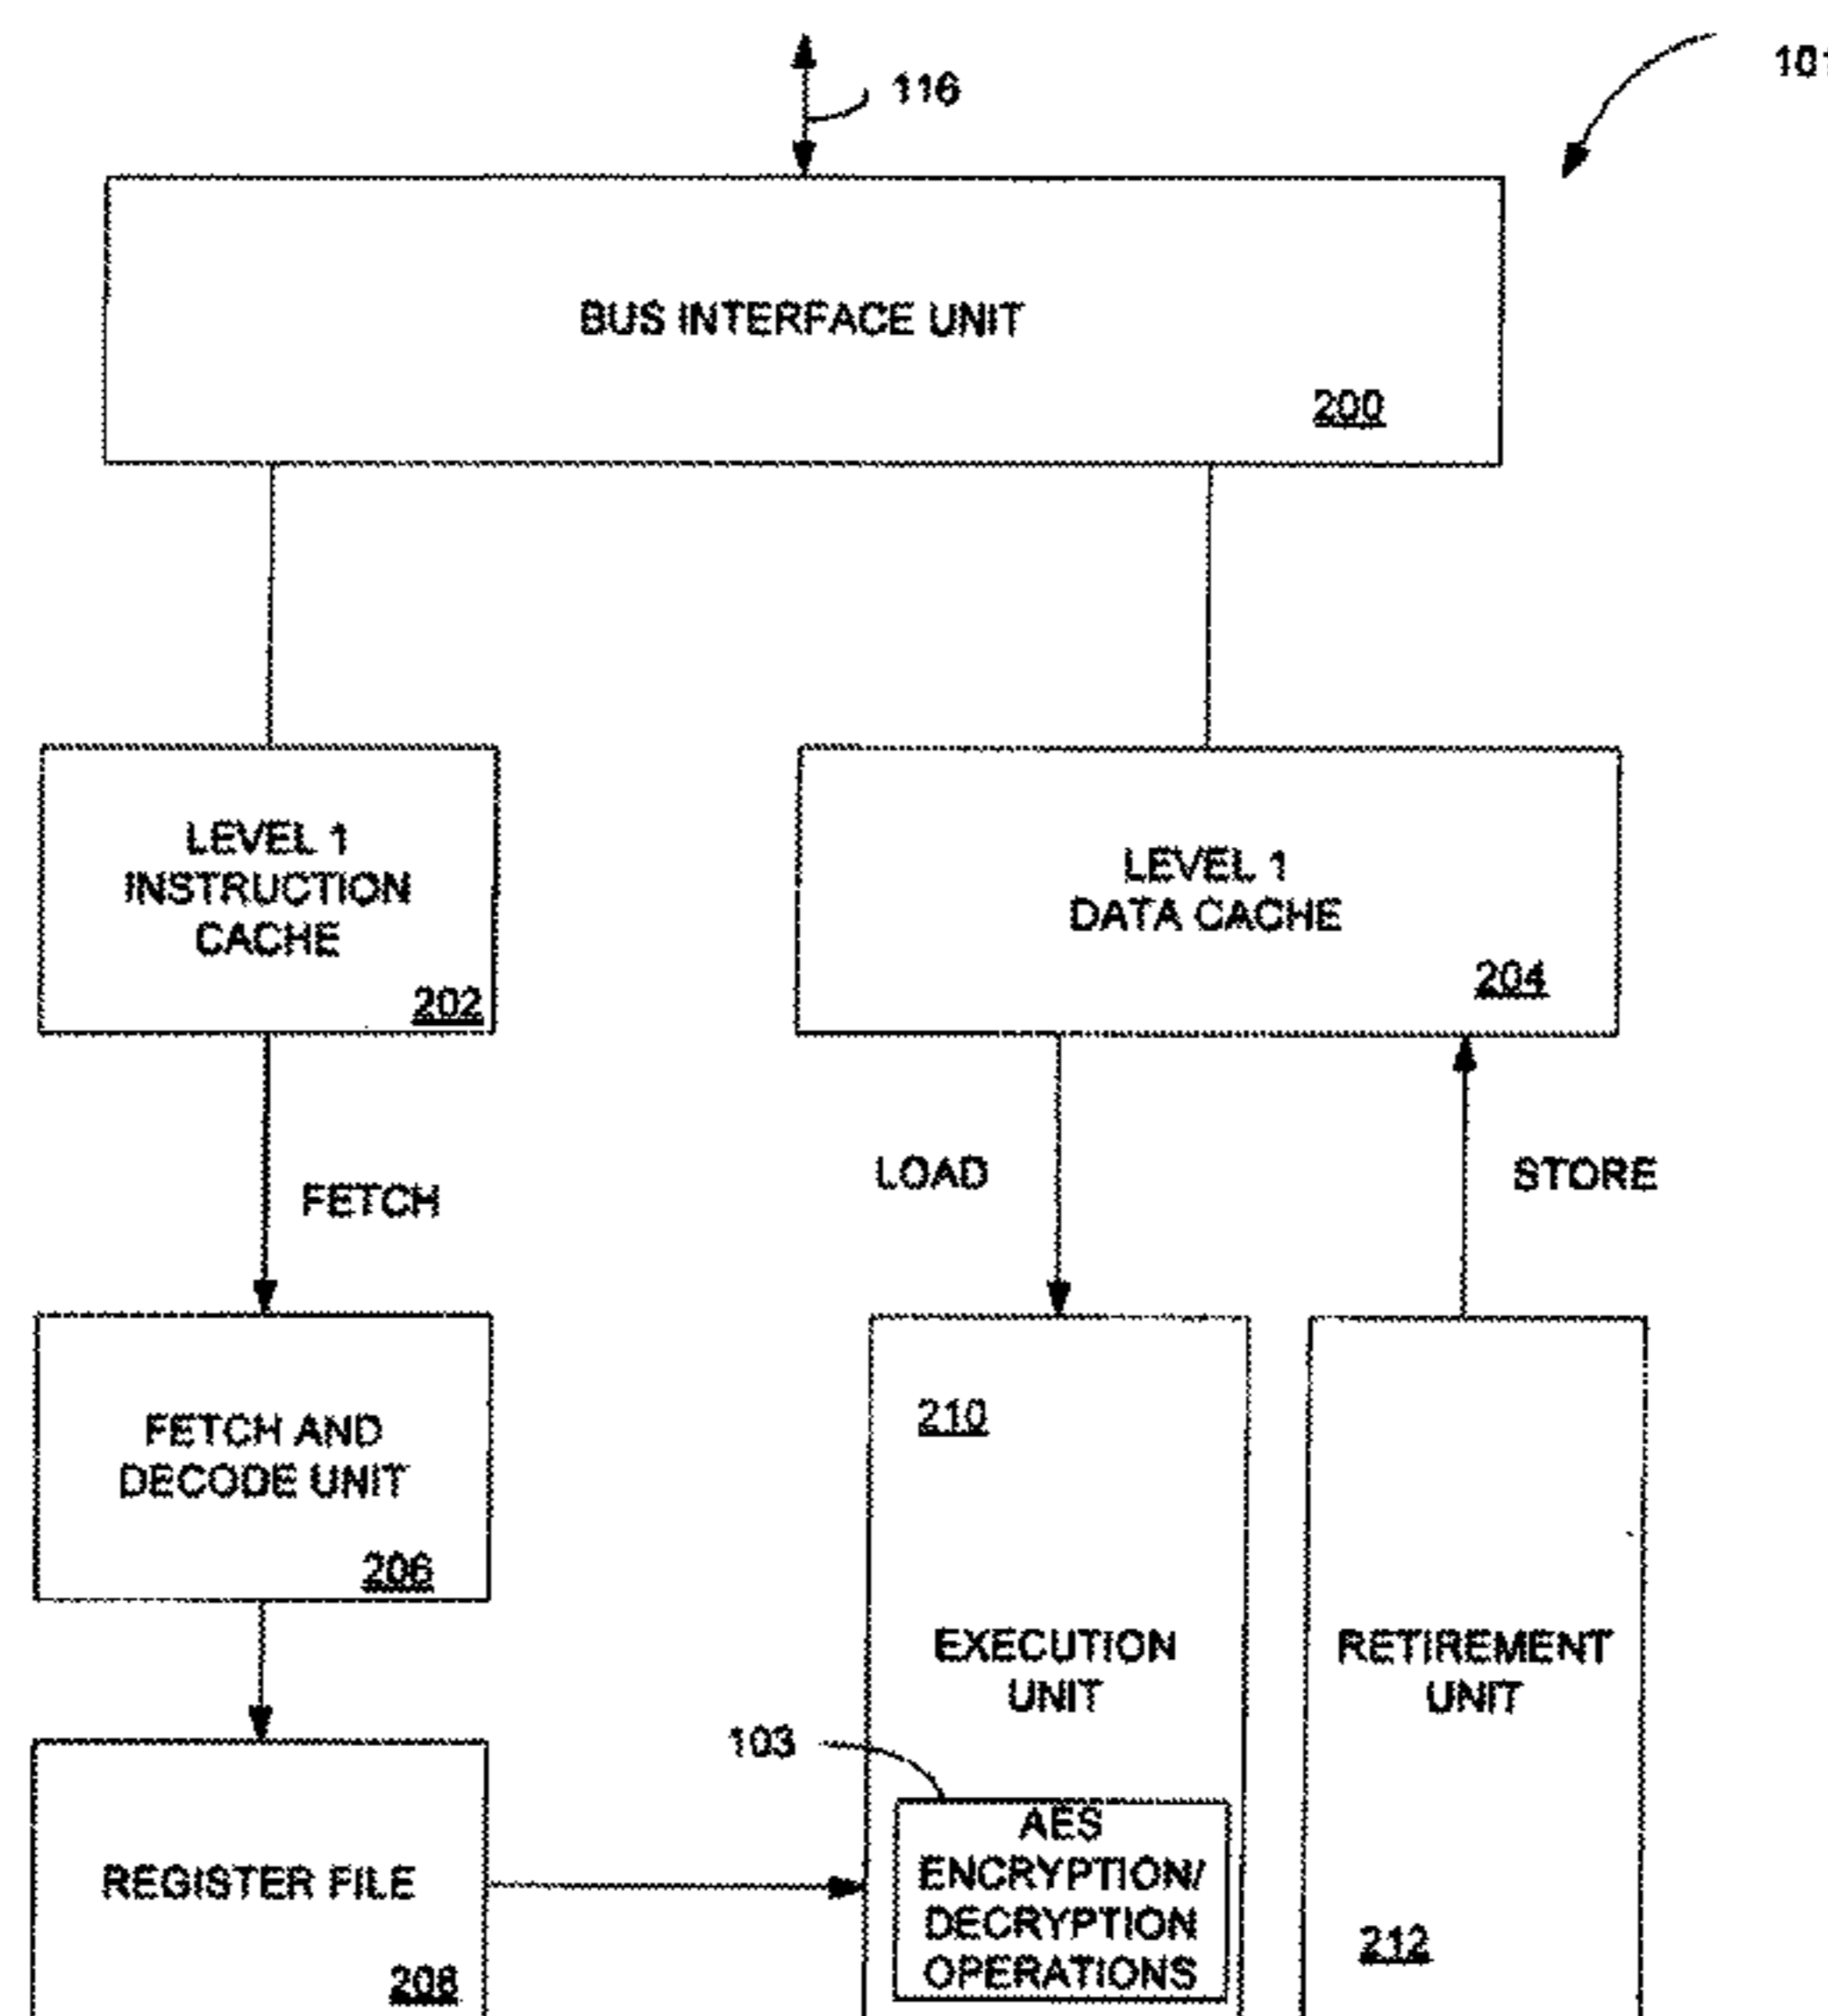 116
101
BUS INTERFACE UNIT
200
LEVEL 1
INSTRUCTION
CACHE
202
LEVEL 1
DATA CACHE
204
FETCH
LOAD
STORE
FETCH AND
DECODE UNIT
206
210
EXECUTION
UNIT
RETIREMENT
UNIT
103
REGISTER FILE
208
AES
ENCRYPTION/
DECRYPTION
OPERATIONS
212